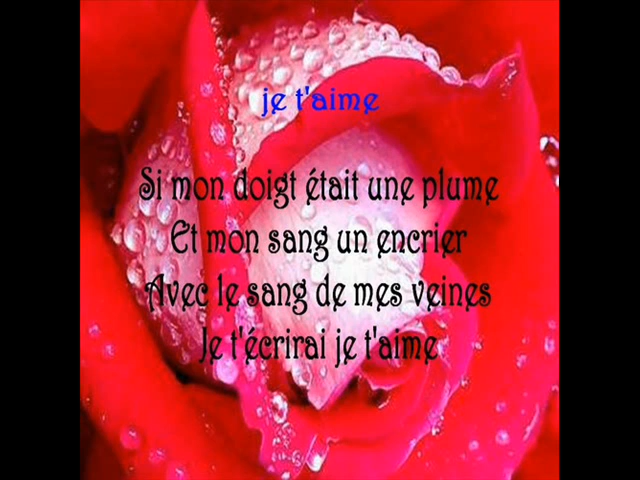 je t'aime
Si mon doigt était une plume
Et mon sang un encrier
Avec le sang de mes veines
Je t'écrirai je t'aime